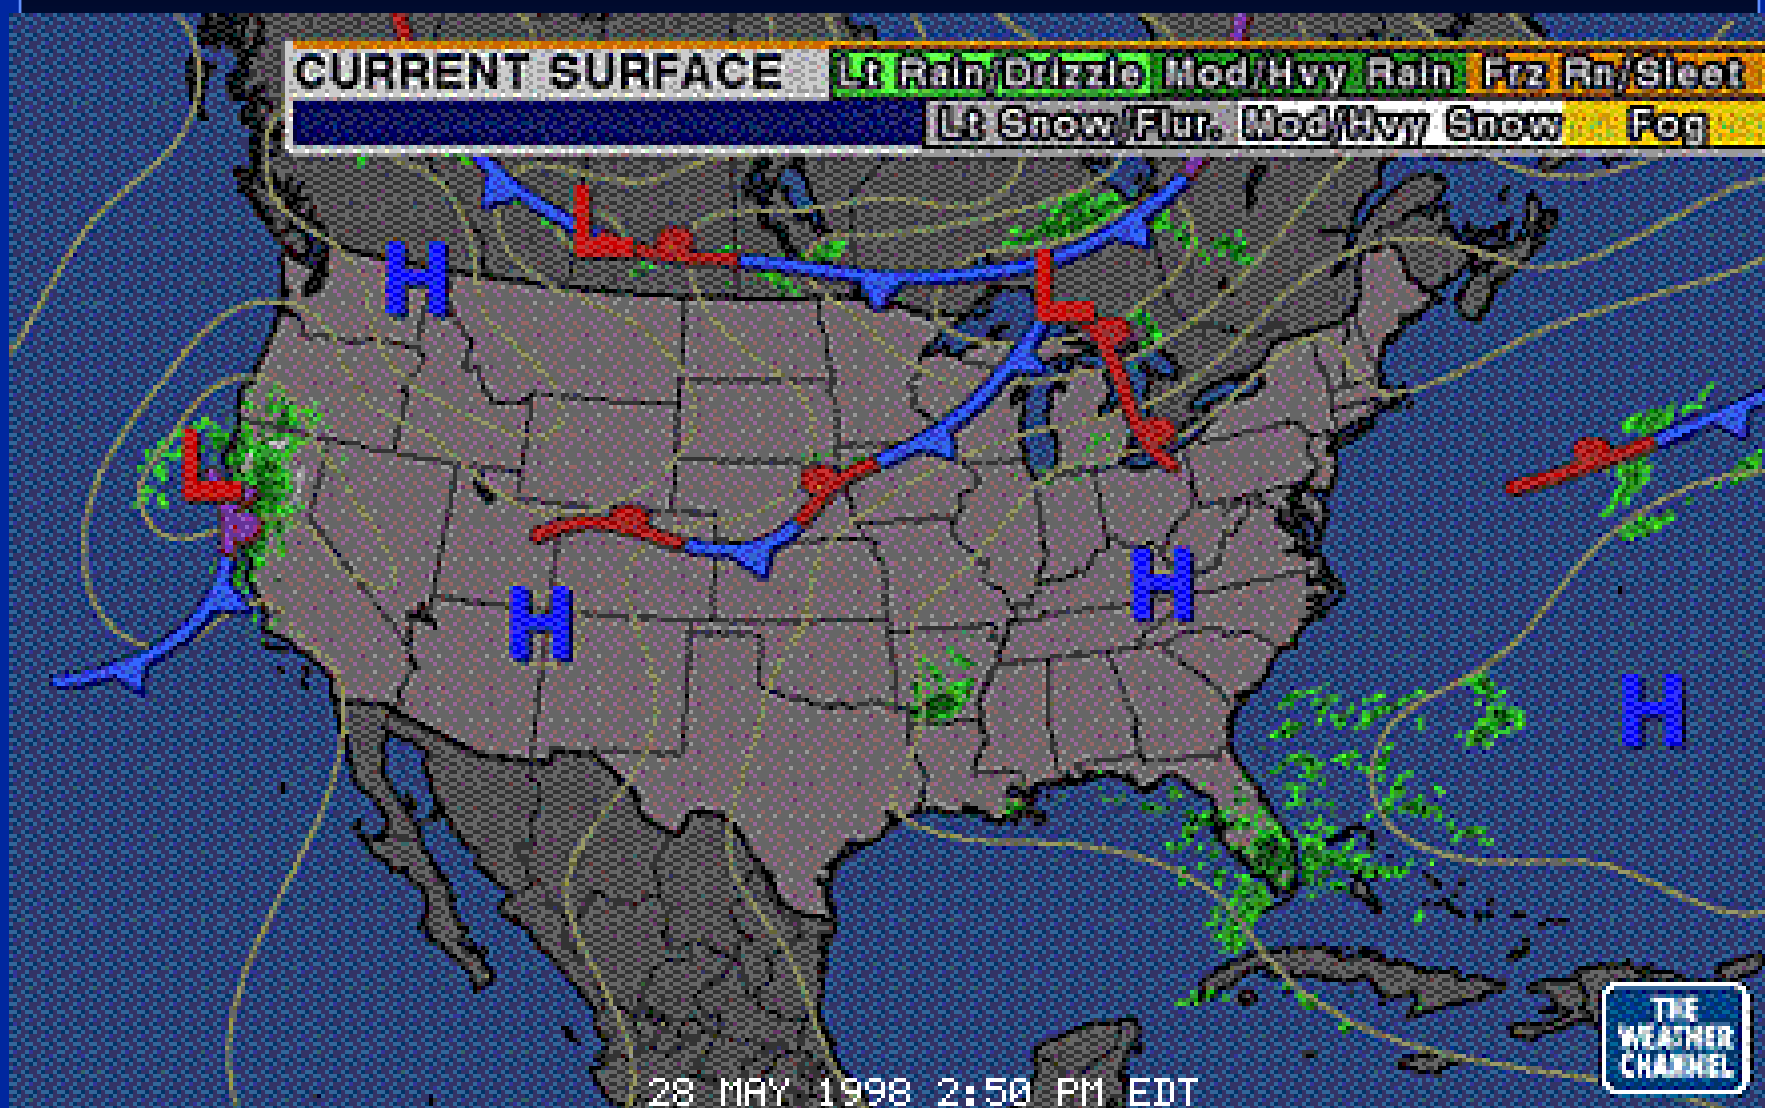 CURRENT SURFACE Lt Rain/Drizzle Mod/Hvy Rain Frz Rn/Sleet
Lt Snow/Flur. Mod/Hvy Snow Fog
L
H
L
L
H
H
H
THE
WEATHER
CHANNEL
28 MAY 1998 2:50 PM EDT